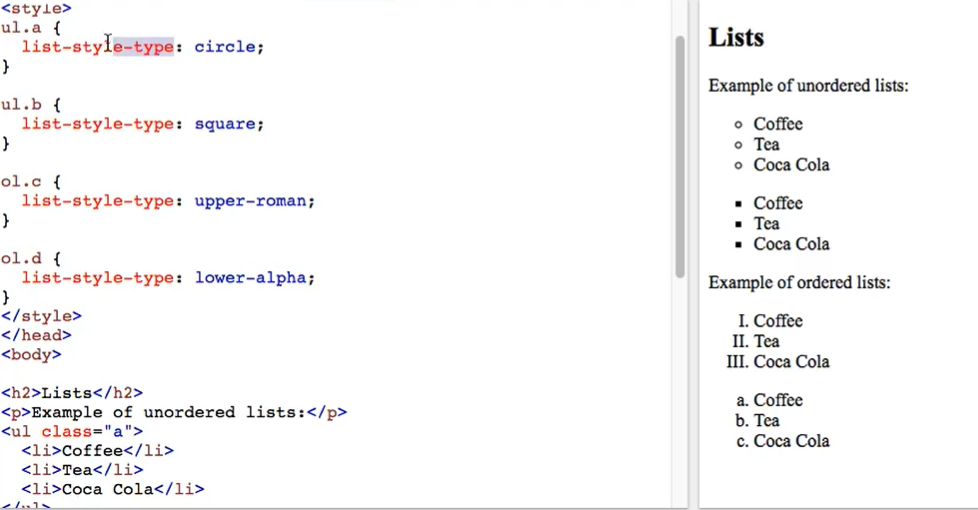 <style>
ul.a {
  list-style-type: circle;
}

ul.b {
  list-style-type: square;
}

ol.c {
  list-style-type: upper-roman;
}

ol.d {
  list-style-type: lower-alpha;
}
</style>
</head>
<body>

<h2>Lists</h2>
<p>Example of unordered lists:</p>
<ul class="a">
  <li>Coffee</li>
  <li>Tea</li>
  <li>Coca Cola</li>
</ul>
Lists
Example of unordered lists:
Coffee
Tea
Coca Cola
Coffee
Tea
Coca Cola
Example of ordered lists:
I. Coffee
II. Tea
III. Coca Cola
a. Coffee
b. Tea
c. Coca Cola